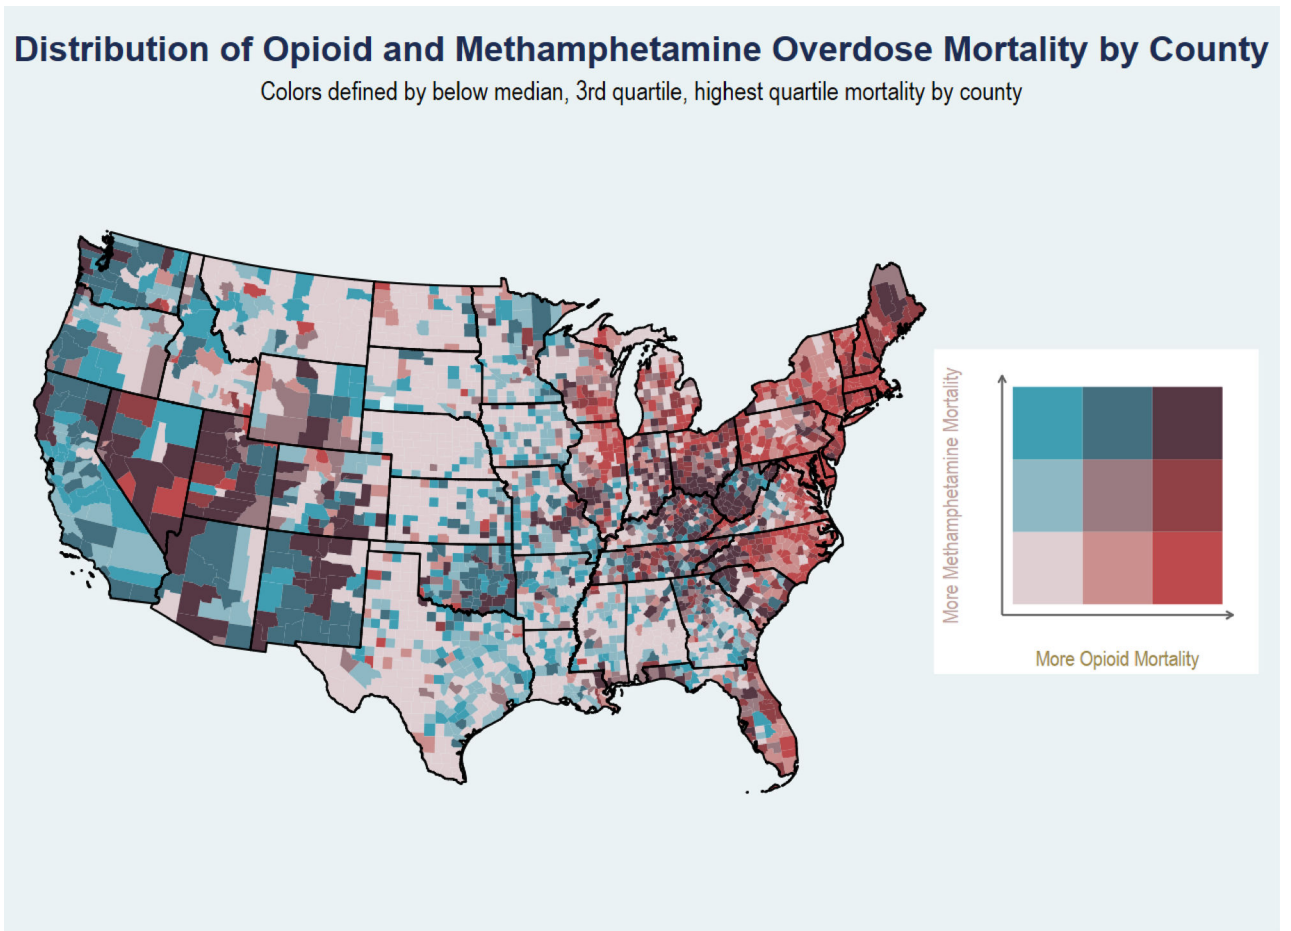 Distribution of Opioid and Methamphetamine Overdose Mortality by County
Colors defined by below median, 3rd quartile, highest quartile mortality by county
More Methamphetamine Mortality
More Opioid Mortality